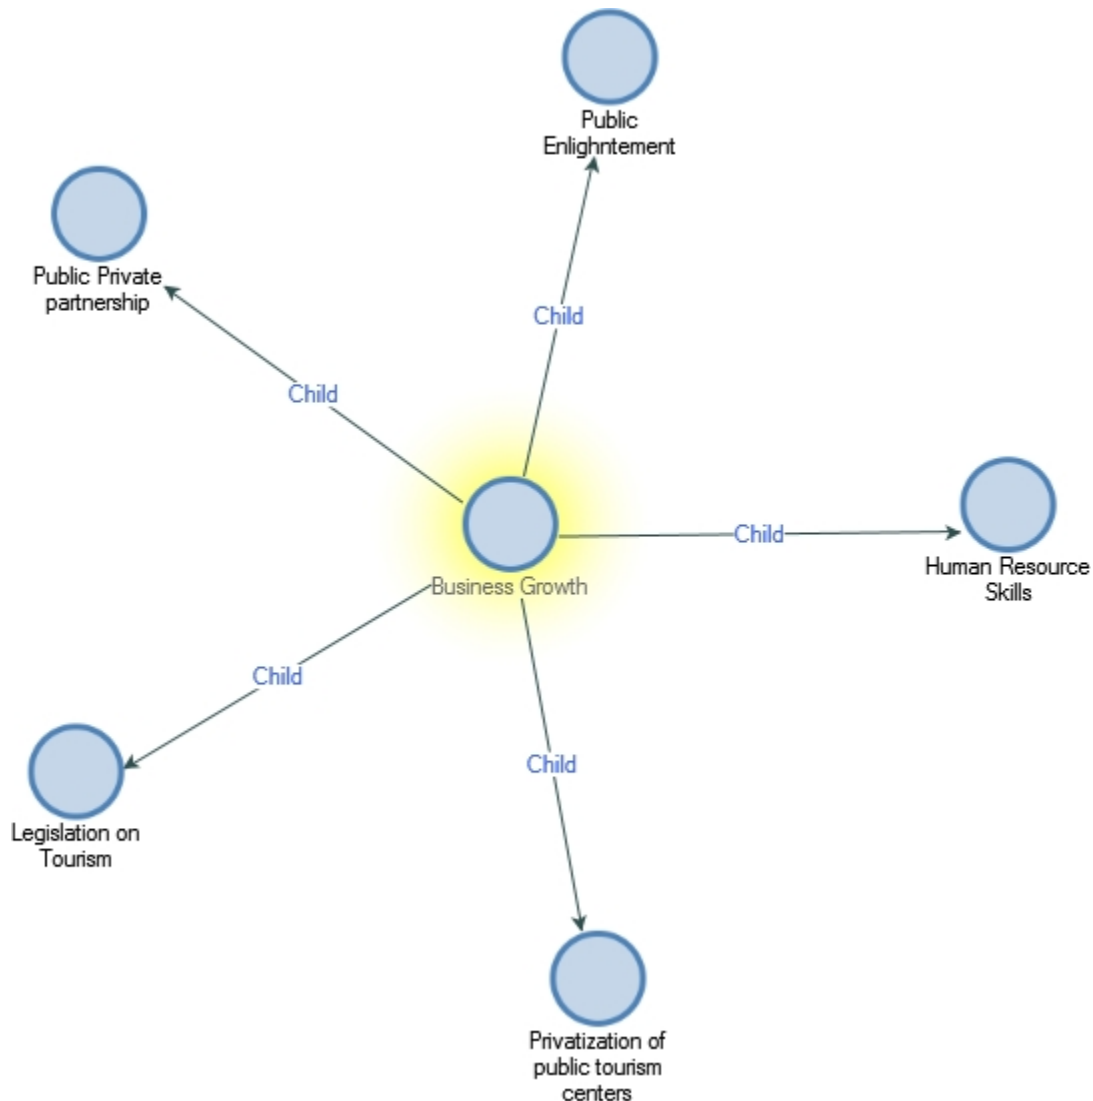 Public
Enlighntement
Public Private
partnership
Child
Child
Child
Human Resource
Skills
Business Growth
Child
Child
Legislation on
Tourism
Privatization of
public tourism
centers